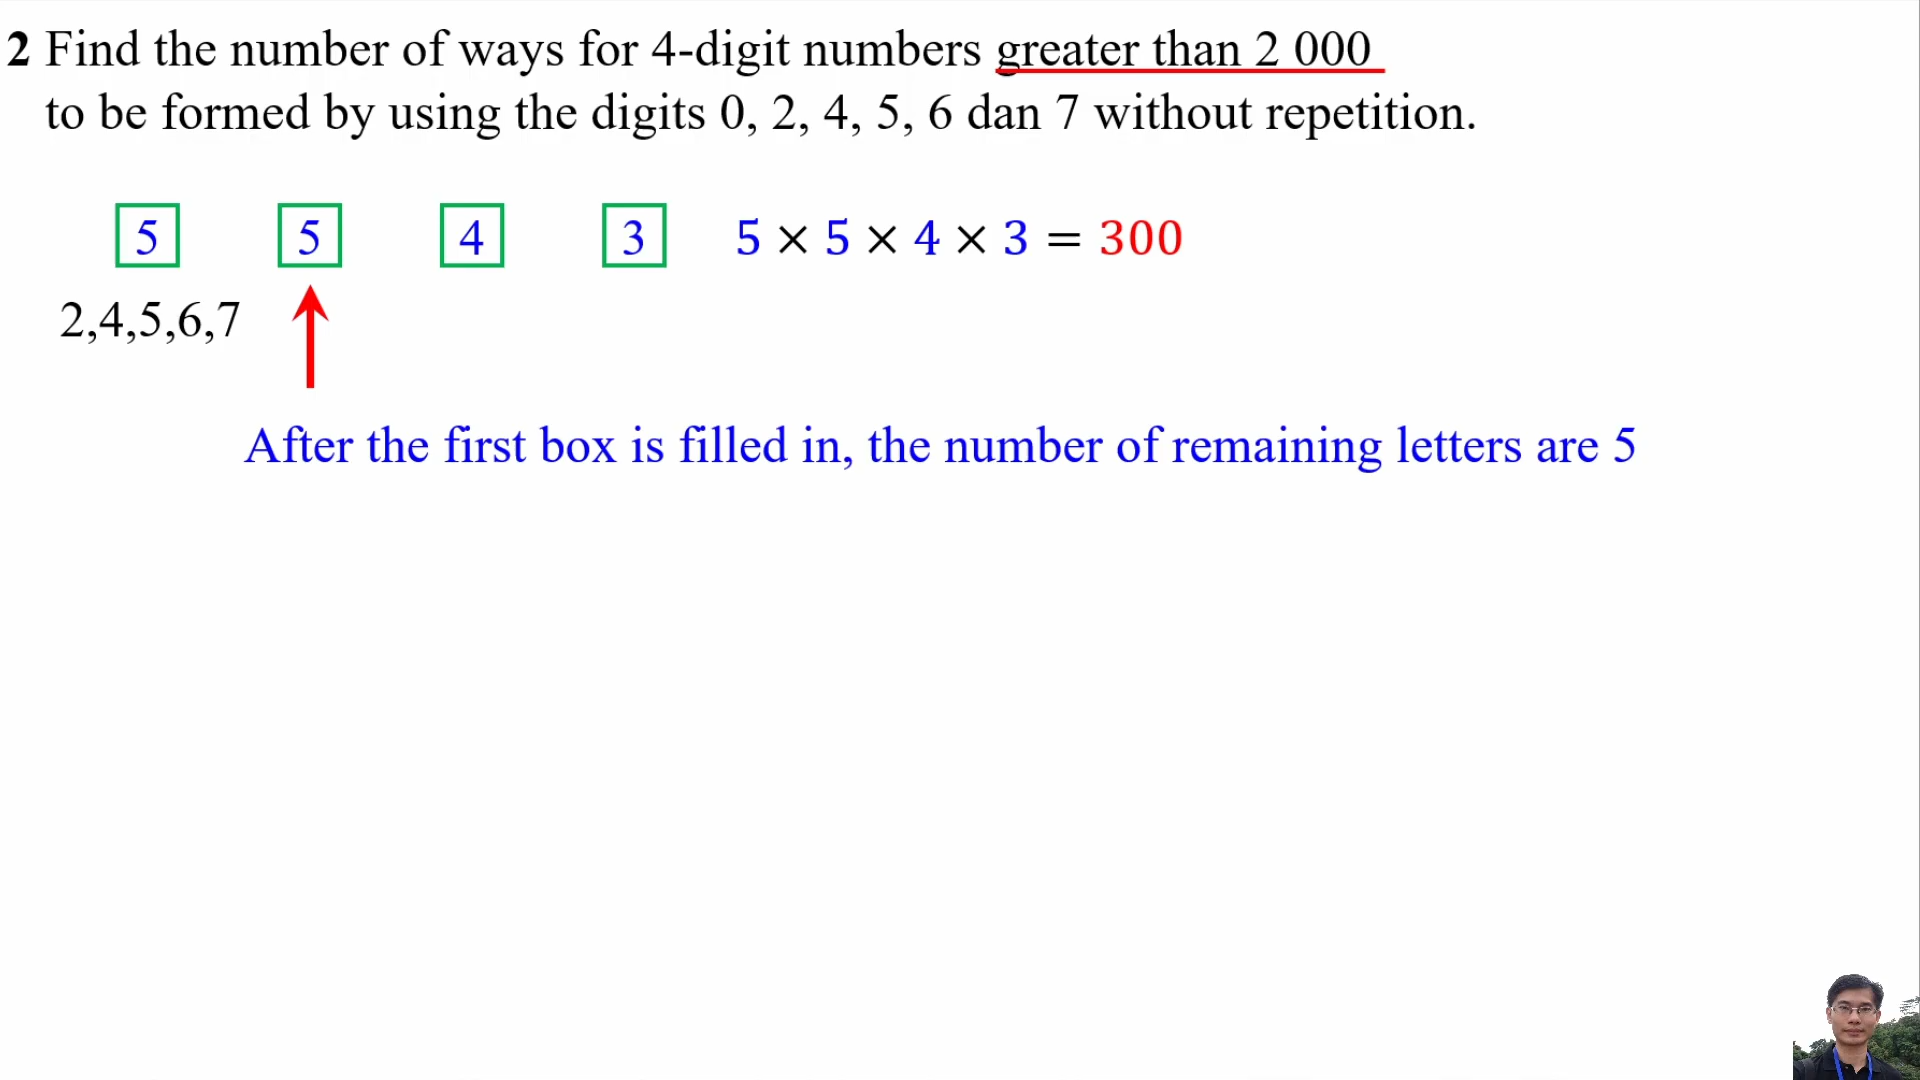 2 Find the number of ways for 4-digit numbers greater than 2 000
to be formed by using the digits 0, 2, 4, 5, 6 dan 7 without repetition.
5 5 4 3 5 × 5 × 4 × 3 = 300
2,4,5,6,7
After the first box is filled in, the number of remaining letters are 5